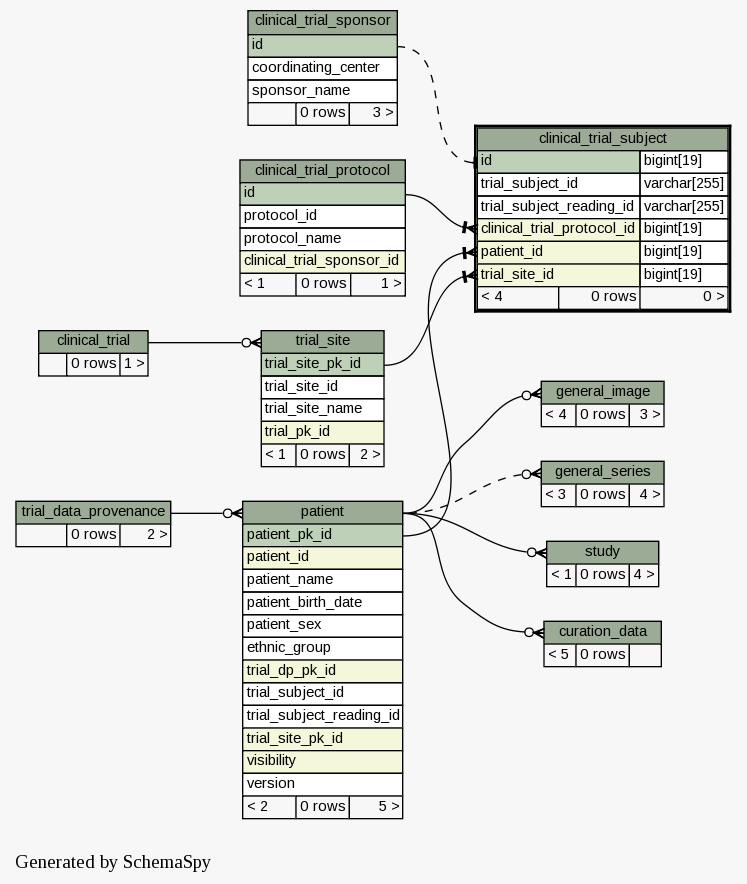 clinical_trial_sponsor
id
coordinating_center
sponsor_name
0 rows 3 >
clinical_trial_subject
id bigint[19]
trial_subject_id varchar[255]
trial_subject_reading_id varchar[255]
clinical_trial_protocol_id bigint[19]
patient_id bigint[19]
trial_site_id bigint[19]
< 4 0 rows 0 >
clinical_trial_protocol
id
protocol_id
protocol_name
clinical_trial_sponsor_id
< 1 0 rows 1 >
clinical_trial
0 rows 1 >
trial_site
trial_site_pk_id
trial_site_id
trial_site_name
trial_pk_id
< 1 0 rows 2 >
general_image
< 4 0 rows 3 >
general_series
< 3 0 rows 4 >
study
< 1 0 rows 4 >
curation_data
< 5 0 rows
trial_data_provenance
0 rows 2 >
patient
patient_pk_id
patient_id
patient_name
patient_birth_date
patient_sex
ethnic_group
trial_dp_pk_id
trial_subject_id
trial_subject_reading_id
trial_site_pk_id
visibility
version
< 2 0 rows 5 >
Generated by SchemaSpy